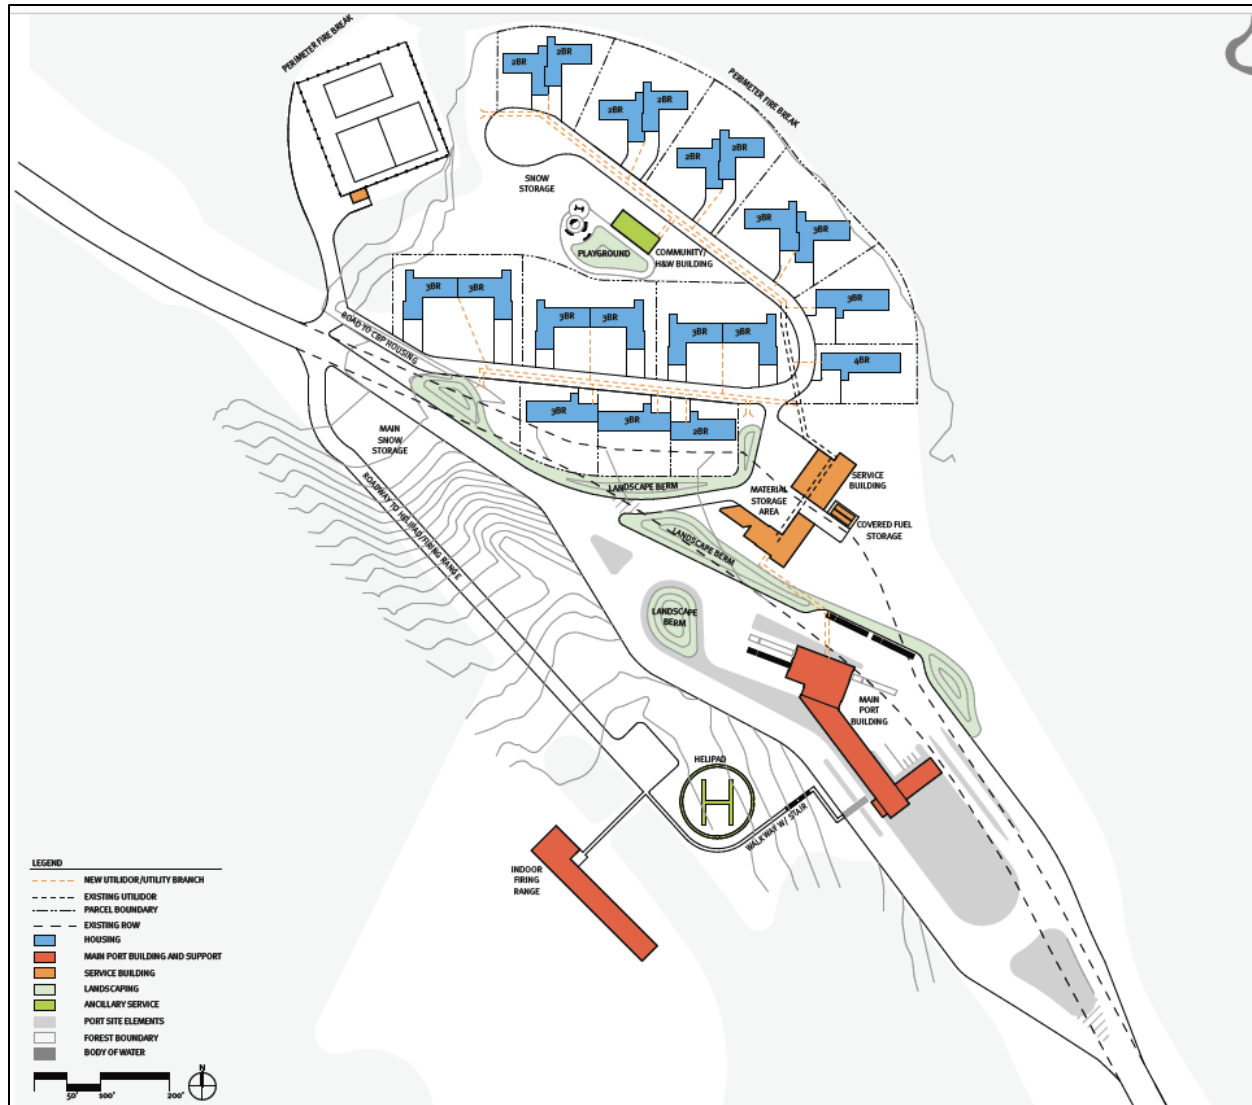 PERIMETER FIRE BREAK
2BR
2BR
PERIMETER FIRE BREAK
2BR
2BR
2BR
2BR
SNOW
STORAGE
3BR
3BR
PLAYGROUND
COMMUNITY/
H&W BUILDING
3BR
3BR
3BR
3BR
3BR
3BR
3BR
ROAD TO CBP HOUSING
4BR
3BR
3BR
2BR
MAIN
SNOW
STORAGE
LANDSCAPE BERM
MATERIAL
STORAGE
AREA
SERVICE
BUILDING
COVERED FUEL
STORAGE
ROADWAY TO HELIPAD/FIRING RANGE
LANDSCAPE BERM
LANDSCAPE
BERM
MAIN
PORT
BUILDING
HELIPAD
H
WALKWAY W/ STAIR
INDOOR
FIRING
RANGE
LEGEND
NEW UTILIDOR/UTILITY BRANCH
EXISTING UTILIDOR
PARCEL BOUNDARY
EXISTING ROW
HOUSING
MAIN PORT BUILDING AND SUPPORT
SERVICE BUILDING
LANDSCAPING
ANCILLARY SERVICE
PORT SITE ELEMENTS
FOREST BOUNDARY
BODY OF WATER
N
50' 100' 200'